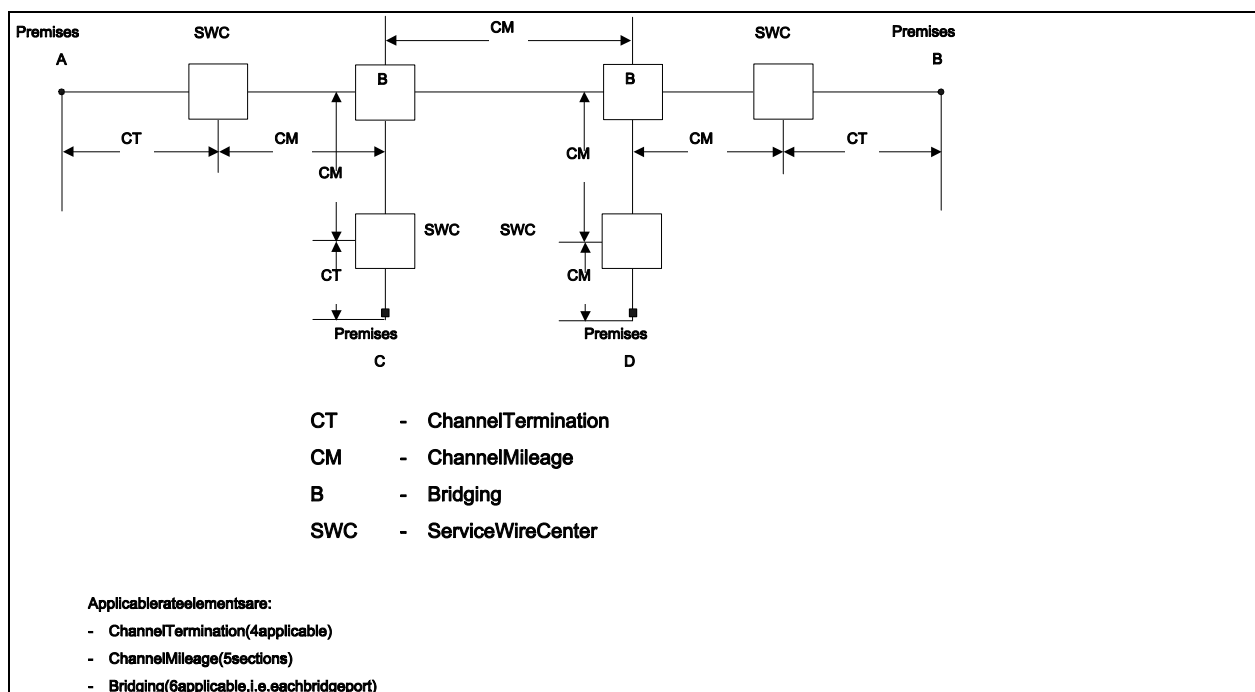 CM
Premises SWC SWC Premises
A B
B B
CT CM CM CM CT
CM CM
SWC SWC
CT CM
Premises Premises
C D
CT - ChannelTermination
CM - ChannelMileage
B - Bridging
SWC - ServiceWireCenter
Applicablerateelementsare:
- ChannelTermination(4applicable)
- ChannelMileage(5sections)
- Bridging(6applicable,i.e.eachbridgeport)